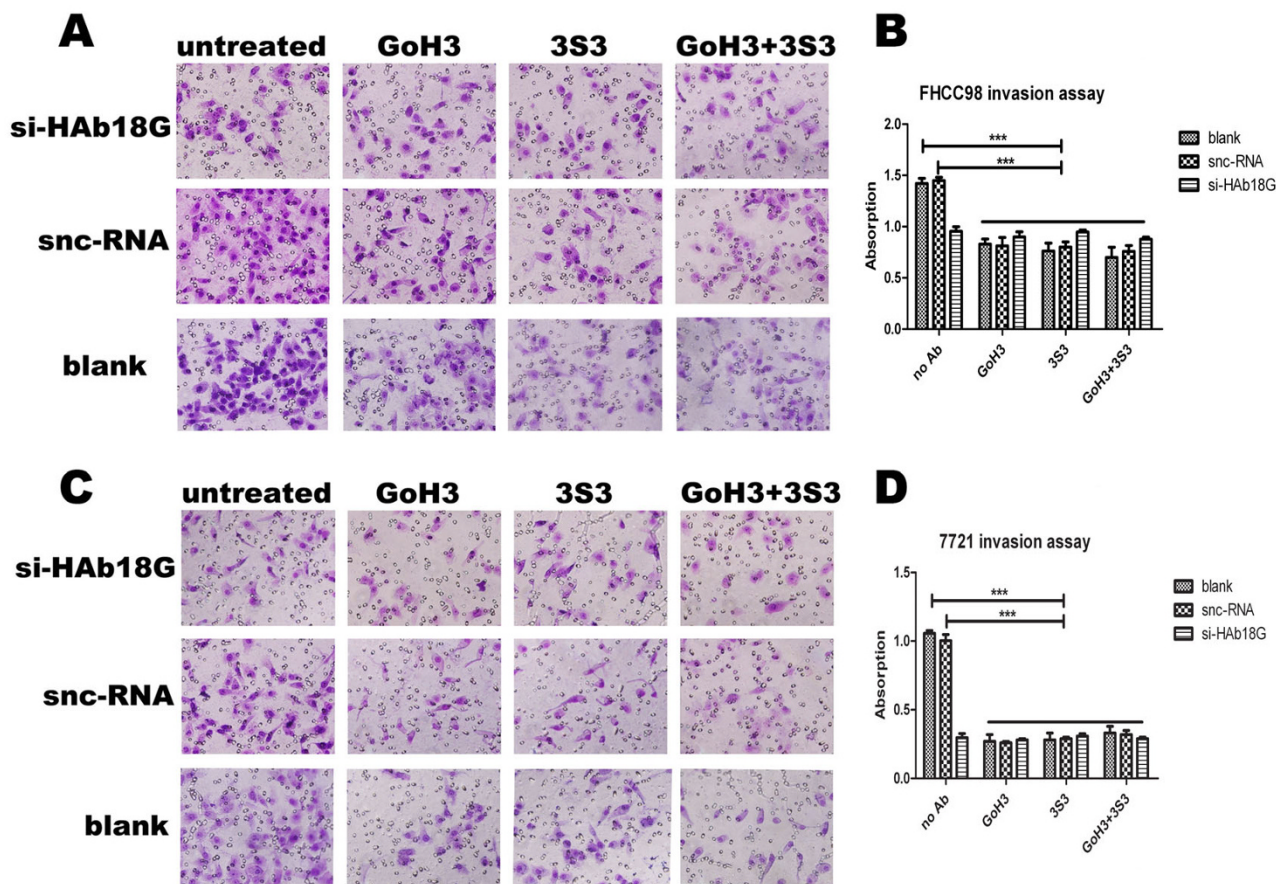 A
untreated GoH3 3S3 GoH3+3S3
si-HAb18G
snc-RNA
blank
B
FHCC98 invasion assay
2.0
1.5
1.0
0.5
0.0
Absorption
***
***
no Ab GoH3 3S3 GoH3+3S3
blank
snc-RNA
si-HAb18G
C
untreated GoH3 3S3 GoH3+3S3
si-HAb18G
snc-RNA
blank
D
7721 invasion assay
1.5
1.0
0.5
0.0
Absorption
***
***
no Ab GoH3 3S3 GoH3+3S3
blank
snc-RNA
si-HAb18G